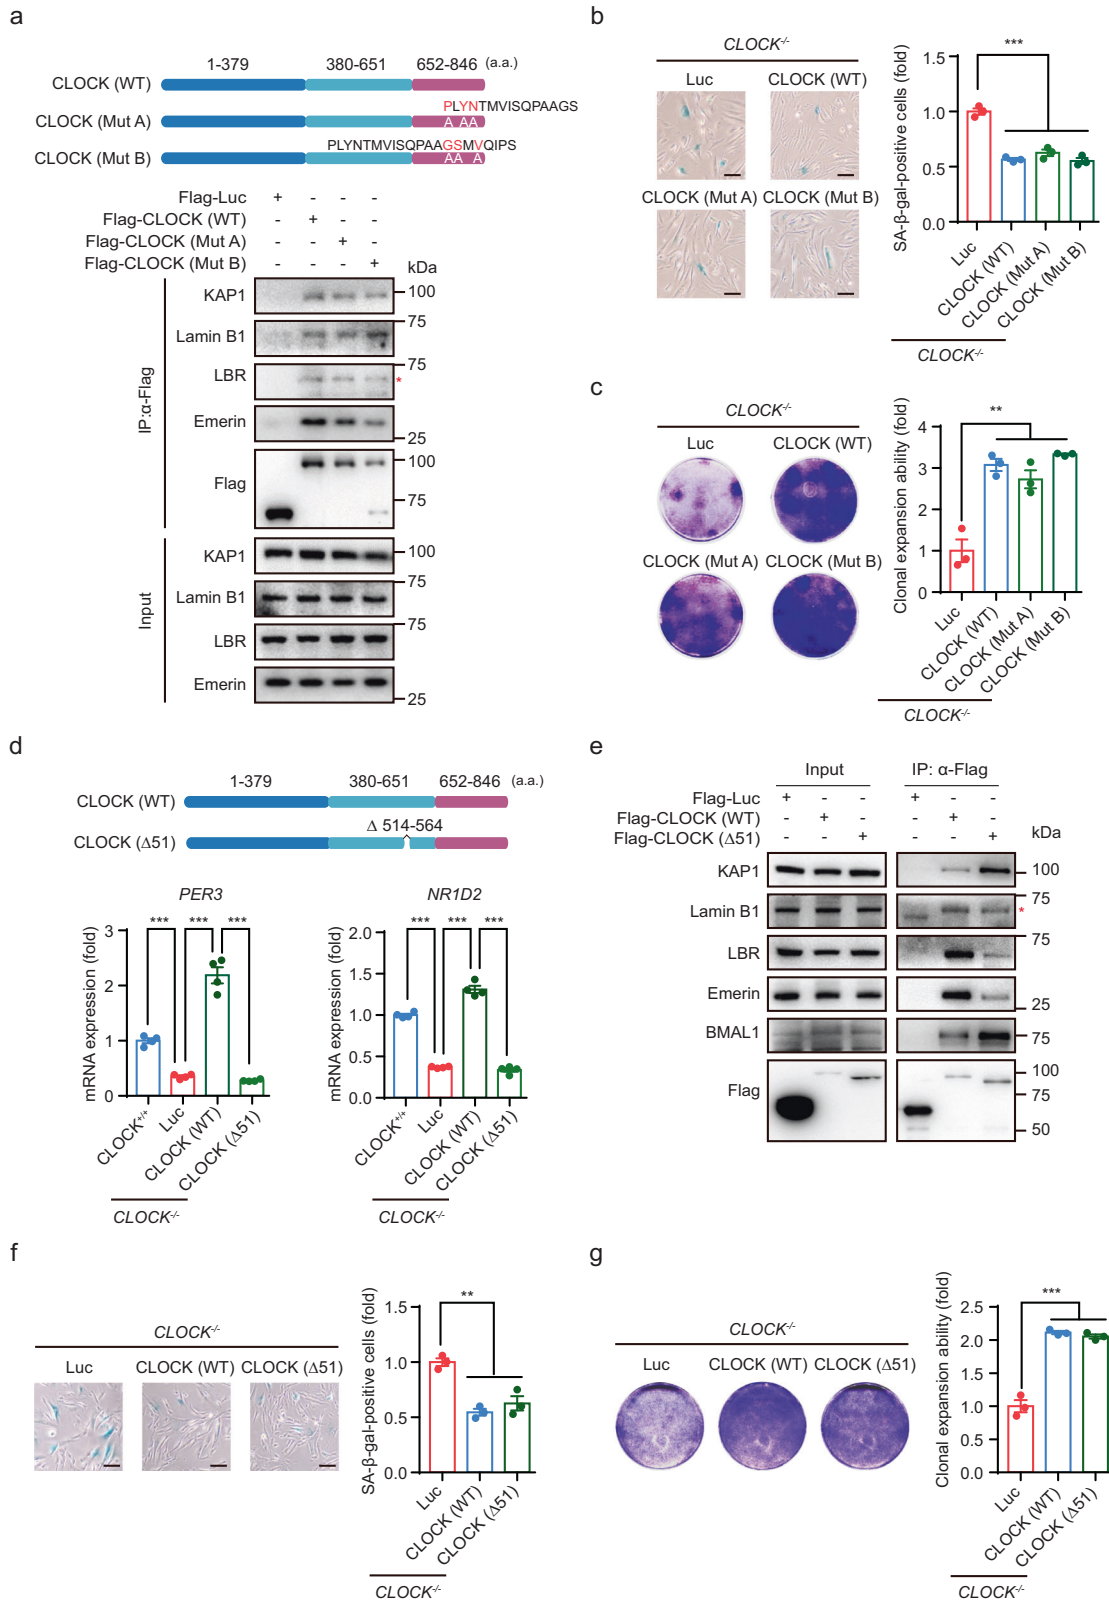 a
1-379 380-651 652-846 (a.a.)
CLOCK (WT)
PLYNTMVISQPAAGS
CLOCK (Mut A) A AA
PLYNTMVISQPAAGSMVQIPS
CLOCK (Mut B) AA A
Flag-Luc + - - -
Flag-CLOCK (WT) - + - -
Flag-CLOCK (Mut A) - - + -
Flag-CLOCK (Mut B) - - - +
kDa
IP:α-Flag
KAP1 100
75
Lamin B1
75
LBR *
Emerin
25
100
Flag
75
Input
KAP1 100
75
Lamin B1
75
LBR
Emerin
25
b
CLOCK-/-
Luc CLOCK (WT)
CLOCK (Mut A) CLOCK (Mut B)
SA-β-gal-positive cells (fold)
1.5
1.0
0.5
0.0
***
Luc
CLOCK (WT)
CLOCK (Mut A)
CLOCK (Mut B)
CLOCK-/-
c
CLOCK-/-
Luc CLOCK (WT)
CLOCK (Mut A) CLOCK (Mut B)
Clonal expansion ability (fold)
4
3
2
1
0
**
Luc
CLOCK (WT)
CLOCK (Mut A)
CLOCK (Mut B)
CLOCK-/-
d
1-379 380-651 652-846 (a.a.)
CLOCK (WT)
Δ 514-564
CLOCK (Δ51)
PER3
mRNA expression (fold)
3
2
1
0
*** *** ***
CLOCK+/+
Luc
CLOCK (WT)
CLOCK (Δ51)
CLOCK-/-
NR1D2
mRNA expression (fold)
2.0
1.5
1.0
0.5
0.0
*** *** ***
CLOCK+/+
Luc
CLOCK (WT)
CLOCK (Δ51)
CLOCK-/-
e
Input IP: α-Flag
Flag-Luc + - - + - -
Flag-CLOCK (WT) - + - - + -
Flag-CLOCK (Δ51) - - + - - +
kDa
KAP1 100
75
Lamin B1 *
75
LBR
Emerin
25
BMAL1 75
100
Flag 75
50
f
CLOCK-/-
Luc CLOCK (WT) CLOCK (Δ51)
SA-β-gal-positive cells (fold)
1.5
1.0
0.5
0.0
**
Luc
CLOCK (WT)
CLOCK (Δ51)
CLOCK-/-
g
CLOCK-/-
Luc CLOCK (WT) CLOCK (Δ51)
Clonal expansion ability (fold)
2.5
2.0
1.5
1.0
0.5
0.0
***
Luc
CLOCK (WT)
CLOCK (Δ51)
CLOCK-/-